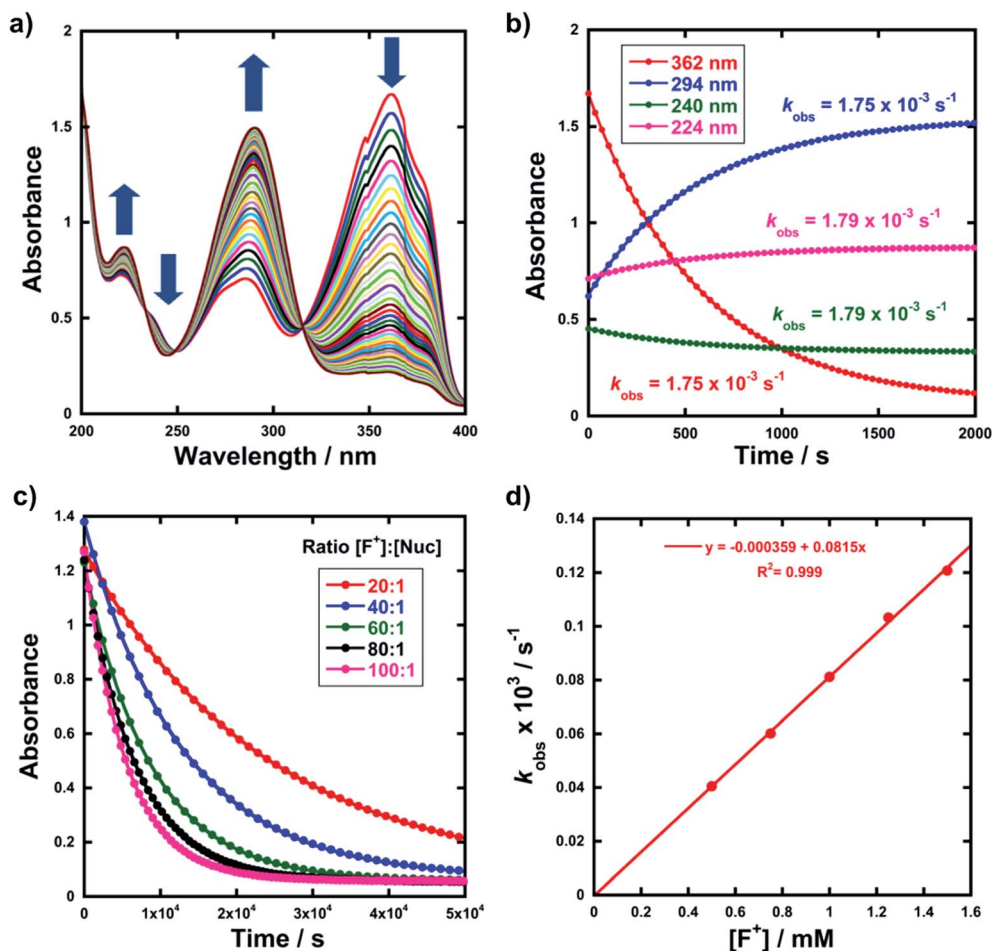 a)
2
1.5
1
0.5
0
Absorbance
200 250 300 350 400
Wavelength / nm
b)
2
1.5
1
0.5
0
Absorbance
362 nm
294 nm
240 nm
224 nm
k_obs = 1.75 x 10⁻³ s⁻¹
k_obs = 1.79 x 10⁻³ s⁻¹
k_obs = 1.79 x 10⁻³ s⁻¹
k_obs = 1.75 x 10⁻³ s⁻¹
0 500 1000 1500 2000
Time / s
c)
1.4
1.2
1
0.8
0.6
0.4
0.2
0
Absorbance
Ratio [F⁺]:[Nuc]
20:1
40:1
60:1
80:1
100:1
0 1x10⁴ 2x10⁴ 3x10⁴ 4x10⁴ 5x10⁴
Time / s
d)
0.14
0.12
0.1
0.08
0.06
0.04
0.02
0
k_obs x 10³ / s⁻¹
y = -0.000359 + 0.0815x
R²= 0.999
0 0.2 0.4 0.6 0.8 1 1.2 1.4 1.6
[F⁺] / mM